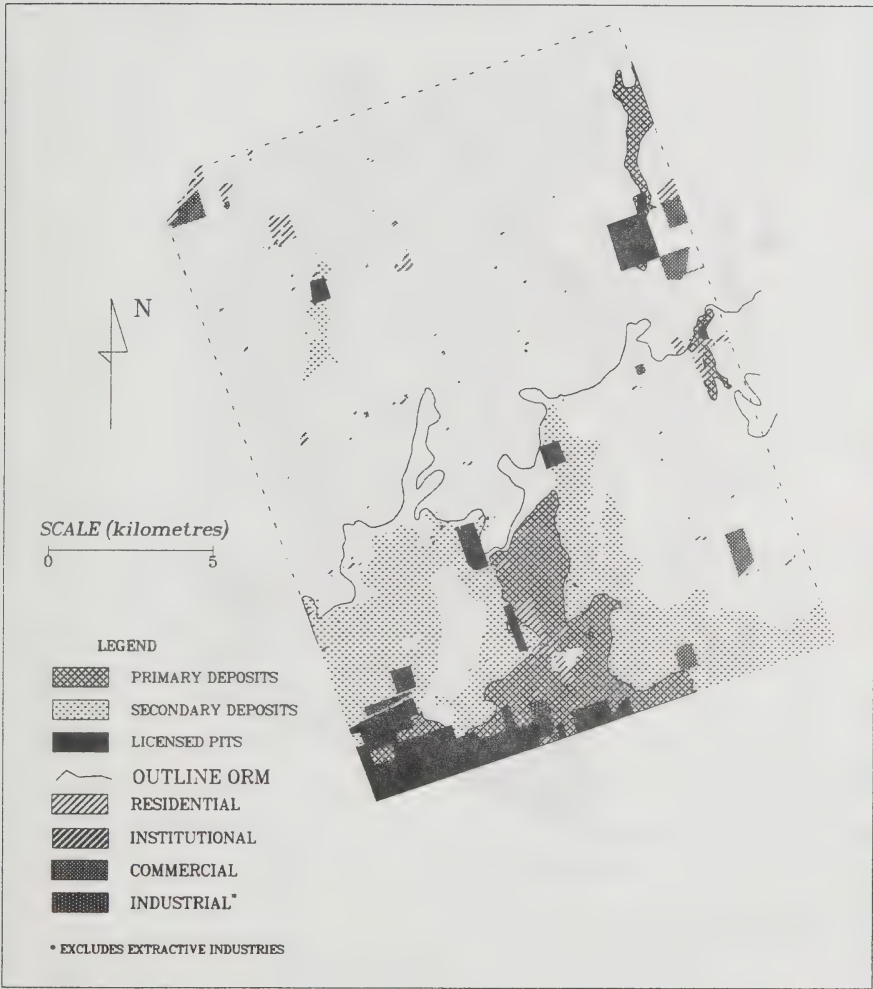 N
SCALE (kilometres)
0 5
LEGEND
PRIMARY DEPOSITS
SECONDARY DEPOSITS
LICENSED PITS
OUTLINE ORM
RESIDENTIAL
INSTITUTIONAL
COMMERCIAL
INDUSTRIAL*
* EXCLUDES EXTRACTIVE INDUSTRIES